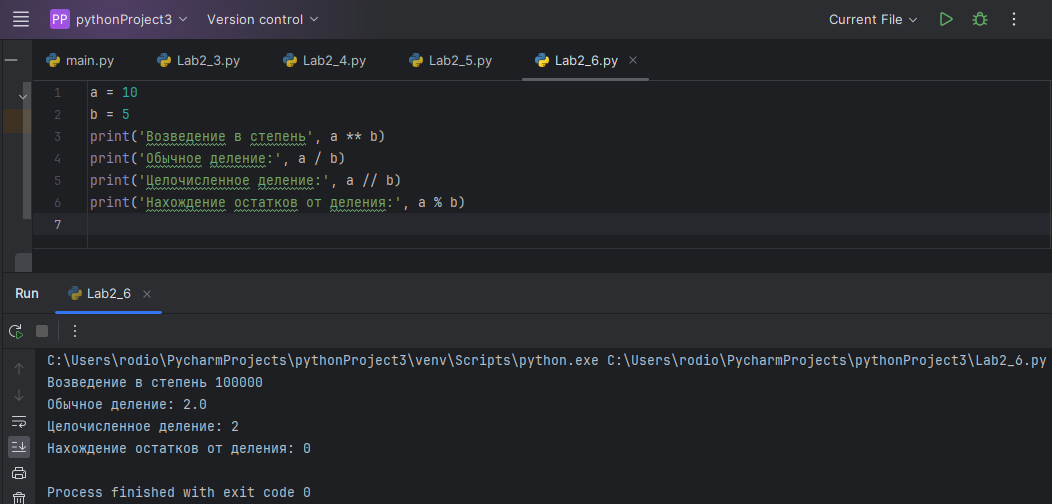 PP pythonProject3 Version control Current File
main.py Lab2_3.py Lab2_4.py Lab2_5.py Lab2_6.py
1 a = 10
2 b = 5
3 print('Возведение в степень', a ** b)
4 print('Обычное деление:', a / b)
5 print('Целочисленное деление:', a // b)
6 print('Нахождение остатков от деления:', a % b)
7
Run Lab2_6
C:\Users\rodio\PycharmProjects\pythonProject3\venv\Scripts\python.exe C:\Users\rodio\PycharmProjects\pythonProject3\Lab2_6.py
Возведение в степень 100000
Обычное деление: 2.0
Целочисленное деление: 2
Нахождение остатков от деления: 0
Process finished with exit code 0